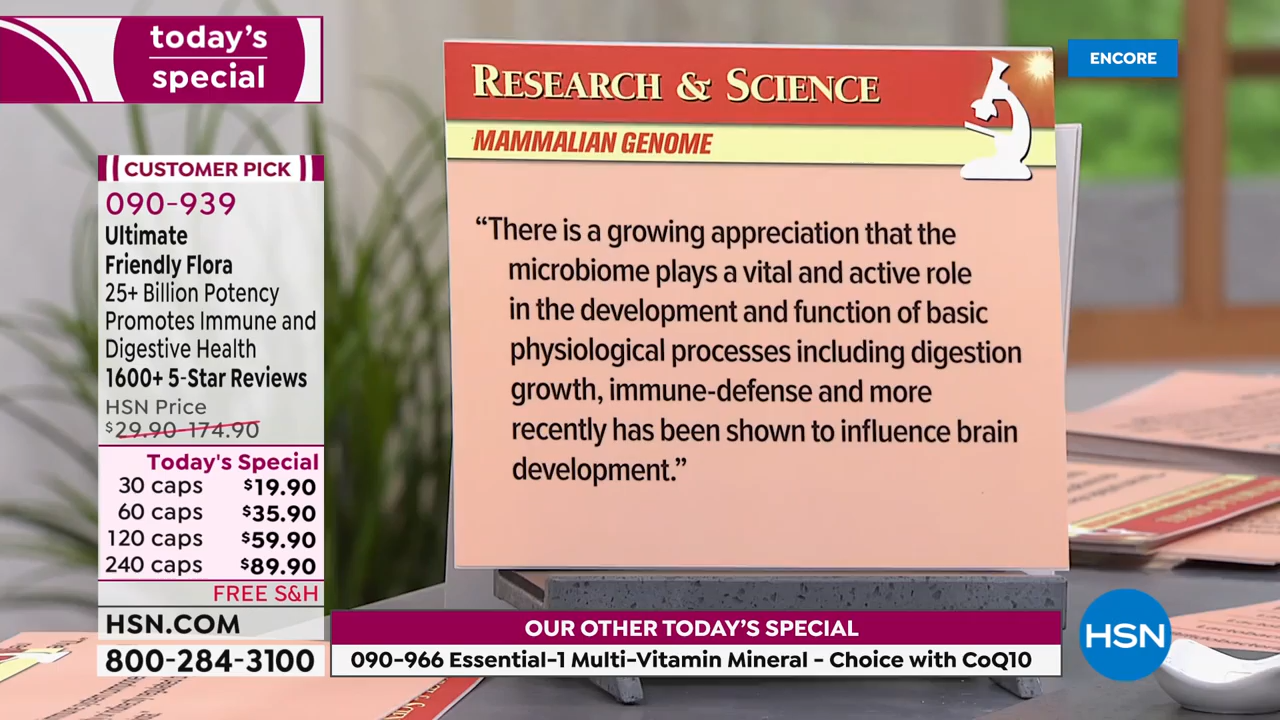 today's
special
CUSTOMER PICK
090-939
Ultimate
Friendly Flora
25+ Billion Potency
Promotes Immune and
Digestive Health
1600+ 5-Star Reviews
HSN Price
$29.90-174.90
Today's Special
30 caps $19.90
60 caps $35.90
120 caps $59.90
240 caps $89.90
FREE S&H
HSN.COM
800-284-3100
RESEARCH & SCIENCE
MAMMALIAN GENOME
“There is a growing appreciation that the
microbiome plays a vital and active role
in the development and function of basic
physiological processes including digestion
growth, immune-defense and more
recently has been shown to influence brain
development.”
ENCORE
OUR OTHER TODAY'S SPECIAL
090-966 Essential-1 Multi-Vitamin Mineral - Choice with CoQ10
HSN